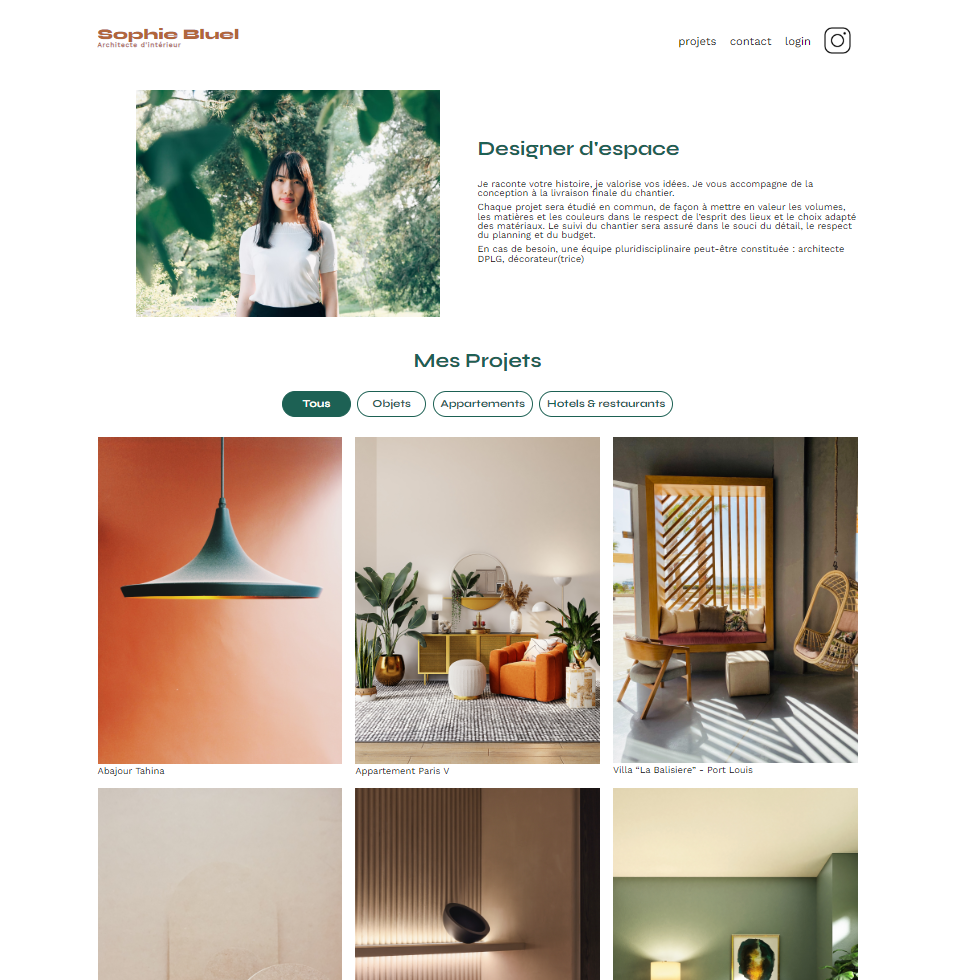 Sophie Bluel
Architecte d'intérieur
projets
contact
login
Designer d'espace
Je raconte votre histoire, je valorise vos idées. Je vous accompagne de la
conception à la livraison finale du chantier.
Chaque projet sera étudié en commun, de façon à mettre en valeur les volumes,
les matières et les couleurs dans le respect de l'esprit des lieux et le choix adapté
des matériaux. Le suivi du chantier sera assuré dans le souci du détail, le respect
du planning et du budget.
En cas de besoin, une équipe pluridisciplinaire peut-être constituée : architecte
DPLG, décorateur(trice)
Mes Projets
Tous
Objets
Appartements
Hotels & restaurants
Abajour Tahina
Appartement Paris V
Villa “La Balisiere” - Port Louis